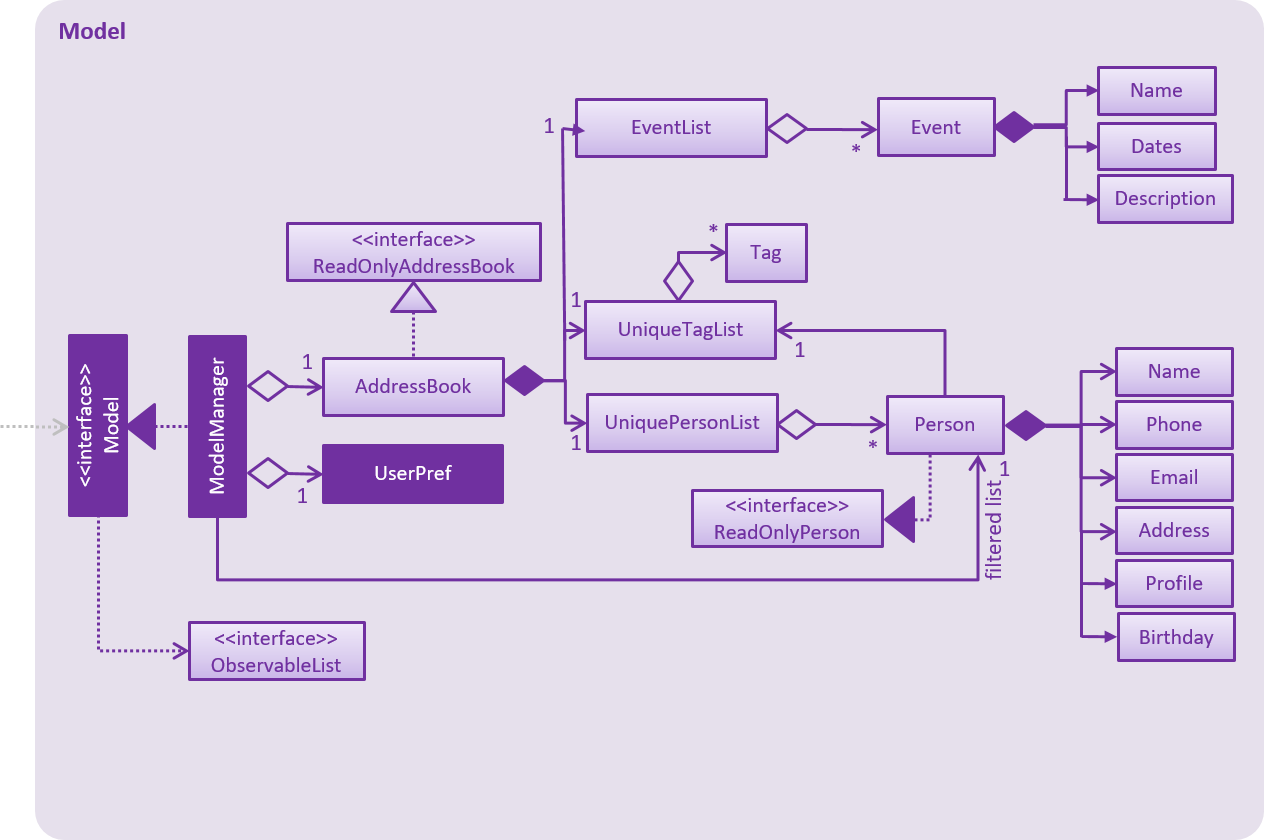 Model
Name
1
EventList
Event
*
Dates
Description
<<interface>>
ReadOnlyAddressBook
*
Tag
1
UniqueTagList
1
<<interface>>
Model
ModelManager
1
AddressBook
1
UniquePersonList
*
Person
Name
Phone
Email
Address
Profile
Birthday
1
UserPref
1
filtered list
<<interface>>
ReadOnlyPerson
<<interface>>
ObservableList